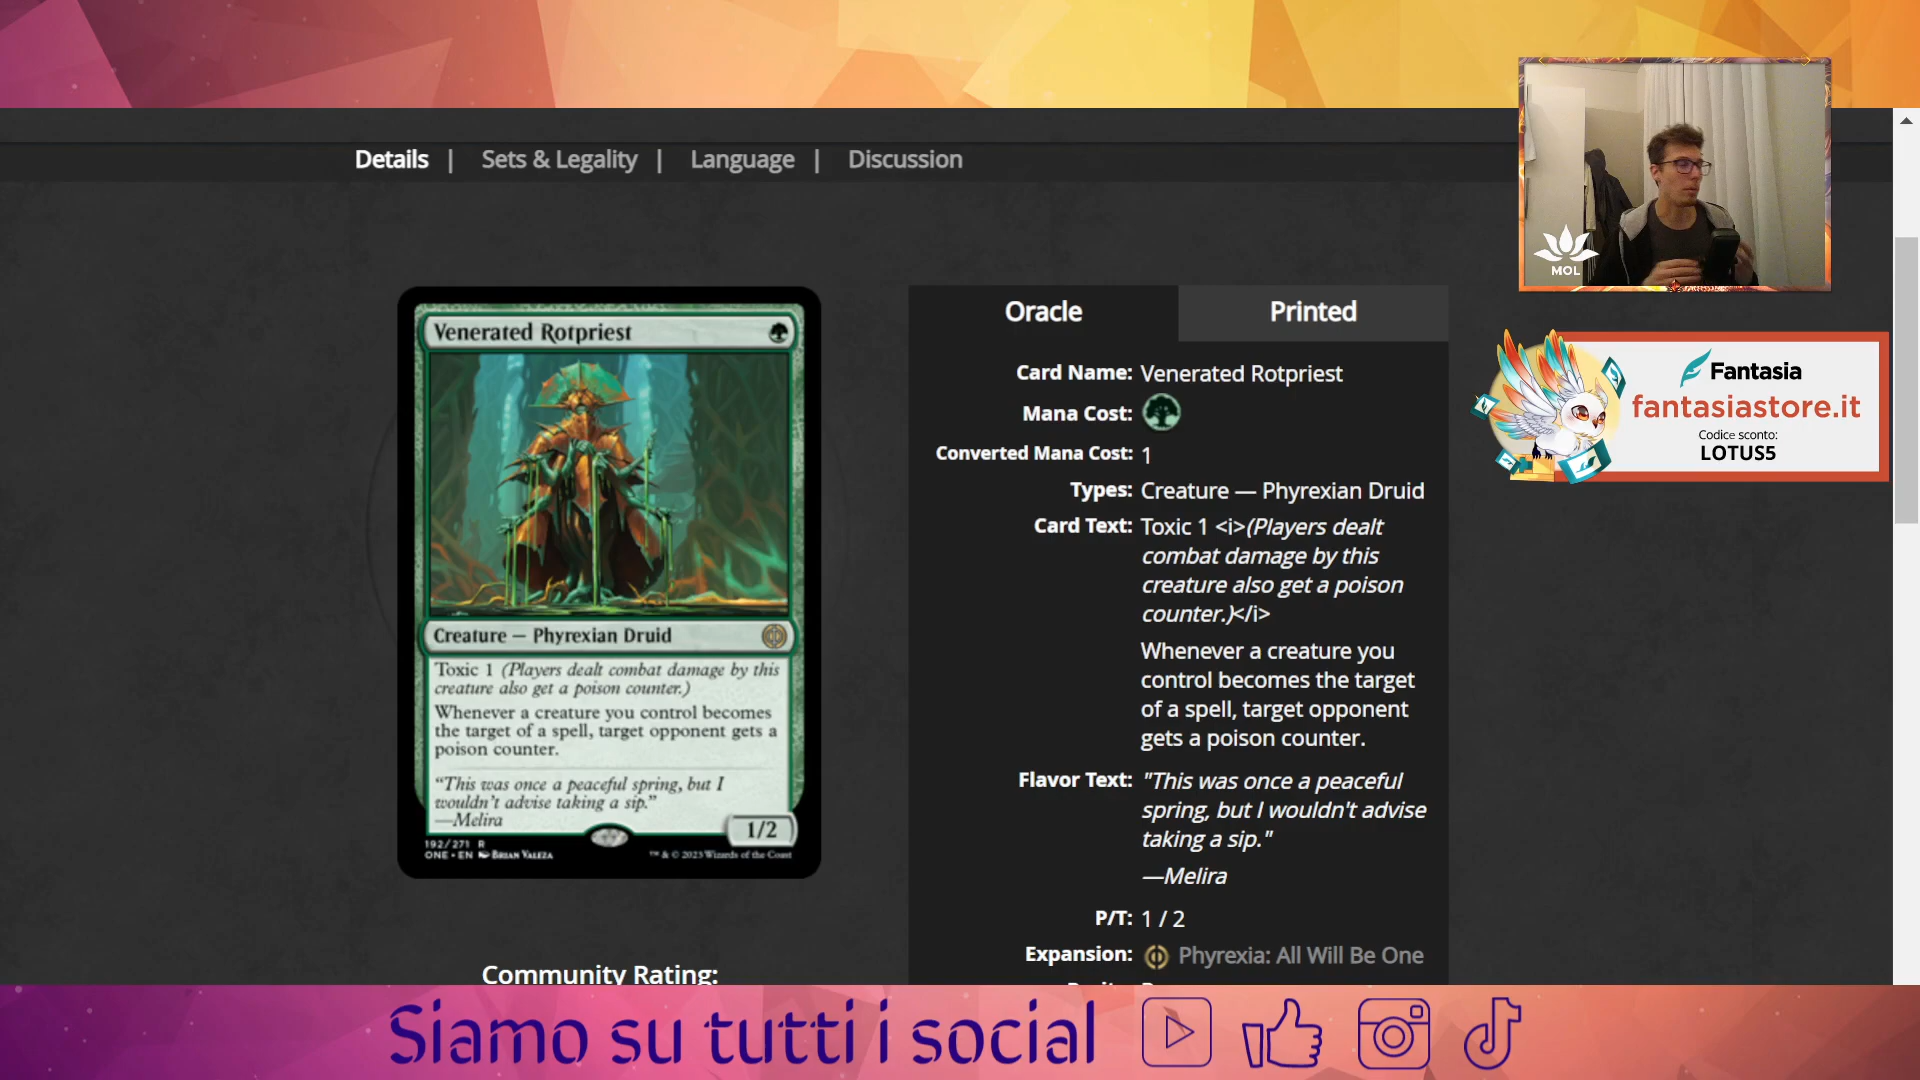 Details | Sets & Legality | Language | Discussion
MOL
Fantasia
fantasiastore.it
Codice sconto:
LOTUS5
Venerated Rotpriest
Creature — Phyrexian Druid
Toxic 1 (Players dealt combat damage by this
creature also get a poison counter.)
Whenever a creature you control becomes
the target of a spell, target opponent gets a
poison counter.
“This was once a peaceful spring, but I
wouldn’t advise taking a sip.”
—Melira
1/2
192/271 R
ONE • EN Brian Valeza
™ & © 2023 Wizards of the Coast
Community Rating:
Oracle Printed
Card Name: Venerated Rotpriest
Mana Cost:
Converted Mana Cost: 1
Types: Creature — Phyrexian Druid
Card Text: Toxic 1 <i>(Players dealt
combat damage by this
creature also get a poison
counter.)</i>
Whenever a creature you
control becomes the target
of a spell, target opponent
gets a poison counter.
Flavor Text: "This was once a peaceful
spring, but I wouldn't advise
taking a sip."
—Melira
P/T: 1 / 2
Expansion: Phyrexia: All Will Be One
Siamo su tutti i social